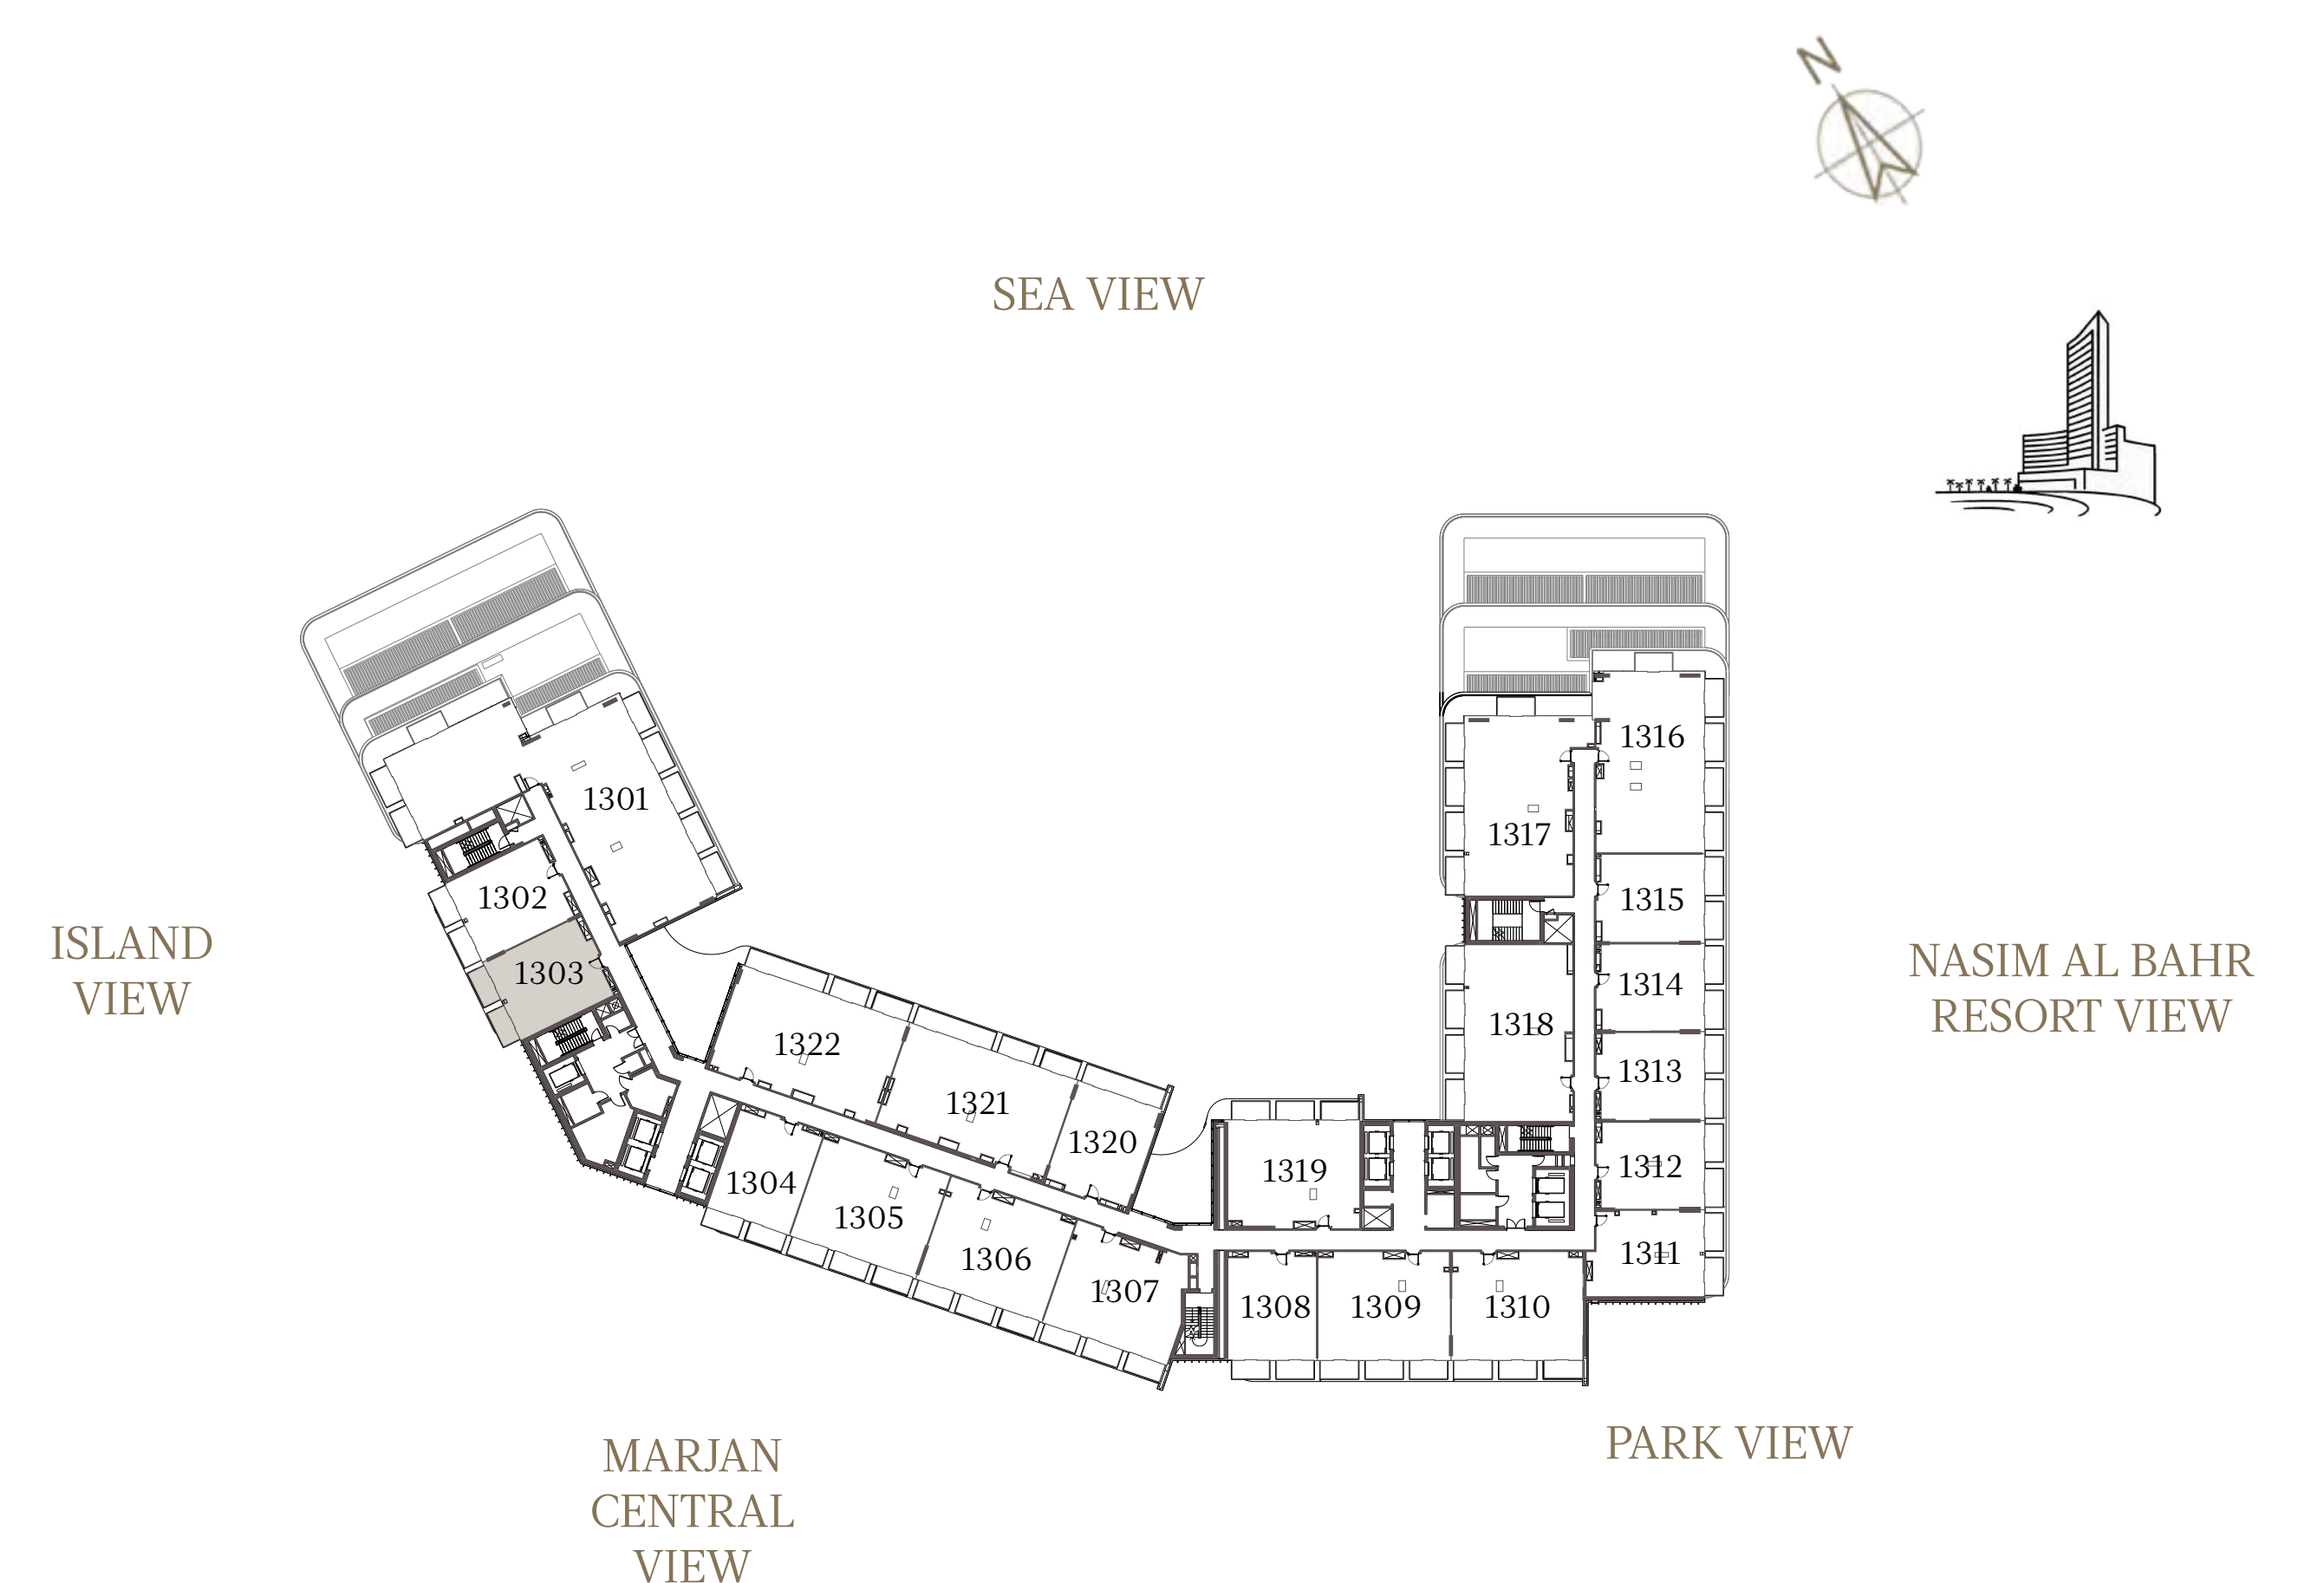 N
SEA VIEW
1301
1302
1303
1304
1305
1306
1307
1308
1309
1310
1311
1312
1313
1314
1315
1316
1317
1318
1319
1320
1321
1322
ISLAND
VIEW
NASIM AL BAHR
RESORT VIEW
PARK VIEW
MARJAN
CENTRAL
VIEW